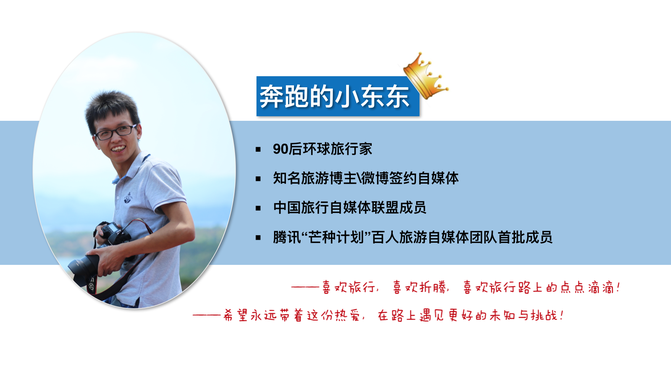 奔跑的小东东
90后环球旅行家
知名旅游博主\微博签约自媒体
中国旅行自媒体联盟成员
腾讯“芒种计划”百人旅游自媒体团队首批成员
——喜欢旅行，喜欢折腾，喜欢旅行路上的点点滴滴！
——希望永远带着这份热爱，在路上遇见更好的未知与挑战！